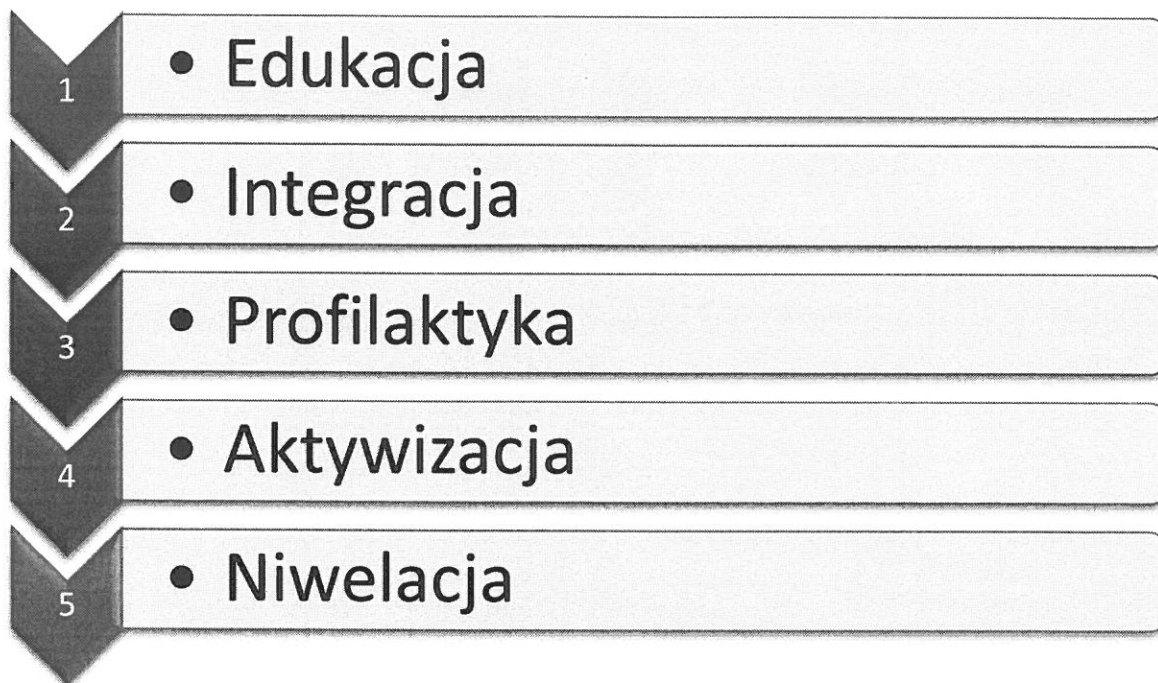 1 • Edukacja
2 • Integracja
3 • Profilaktyka
4 • Aktywizacja
5 • Niwelacja